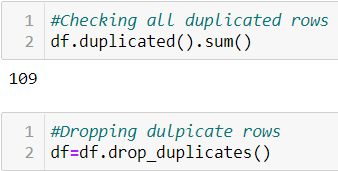 1 #Checking all duplicated rows
2 df.duplicated().sum()
109
1 #Dropping dulpicate rows
2 df=df.drop_duplicates()